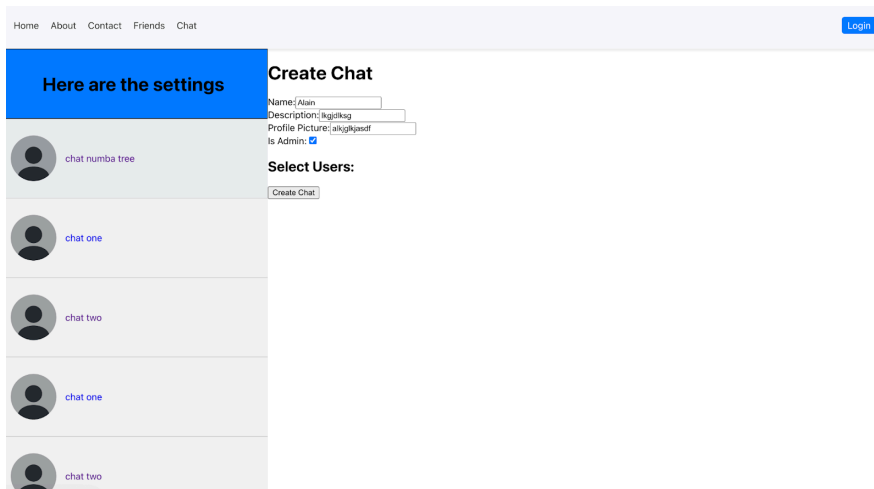 Home About Contact Friends Chat Login
Here are the settings
chat numba tree
chat one
chat two
chat one
chat two
Create Chat
Name: Alain
Description: lkgjdlksg
Profile Picture: alkjglkjasdf
Is Admin:
Select Users:
Create Chat